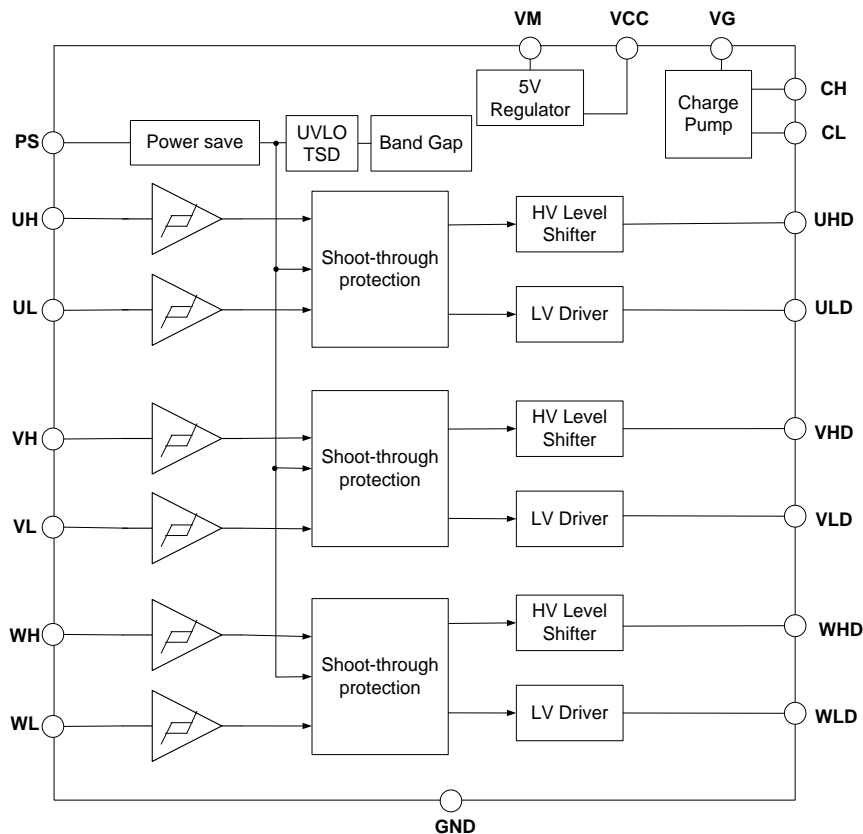 VM
VCC
VG
5V
Regulator
Charge
Pump
CH
CL
PS
Power save
UVLO
TSD
Band Gap
UH
HV Level
Shifter
UHD
Shoot-through
protection
UL
LV Driver
ULD
VH
HV Level
Shifter
VHD
Shoot-through
protection
VL
LV Driver
VLD
WH
HV Level
Shifter
WHD
Shoot-through
protection
WL
LV Driver
WLD
GND